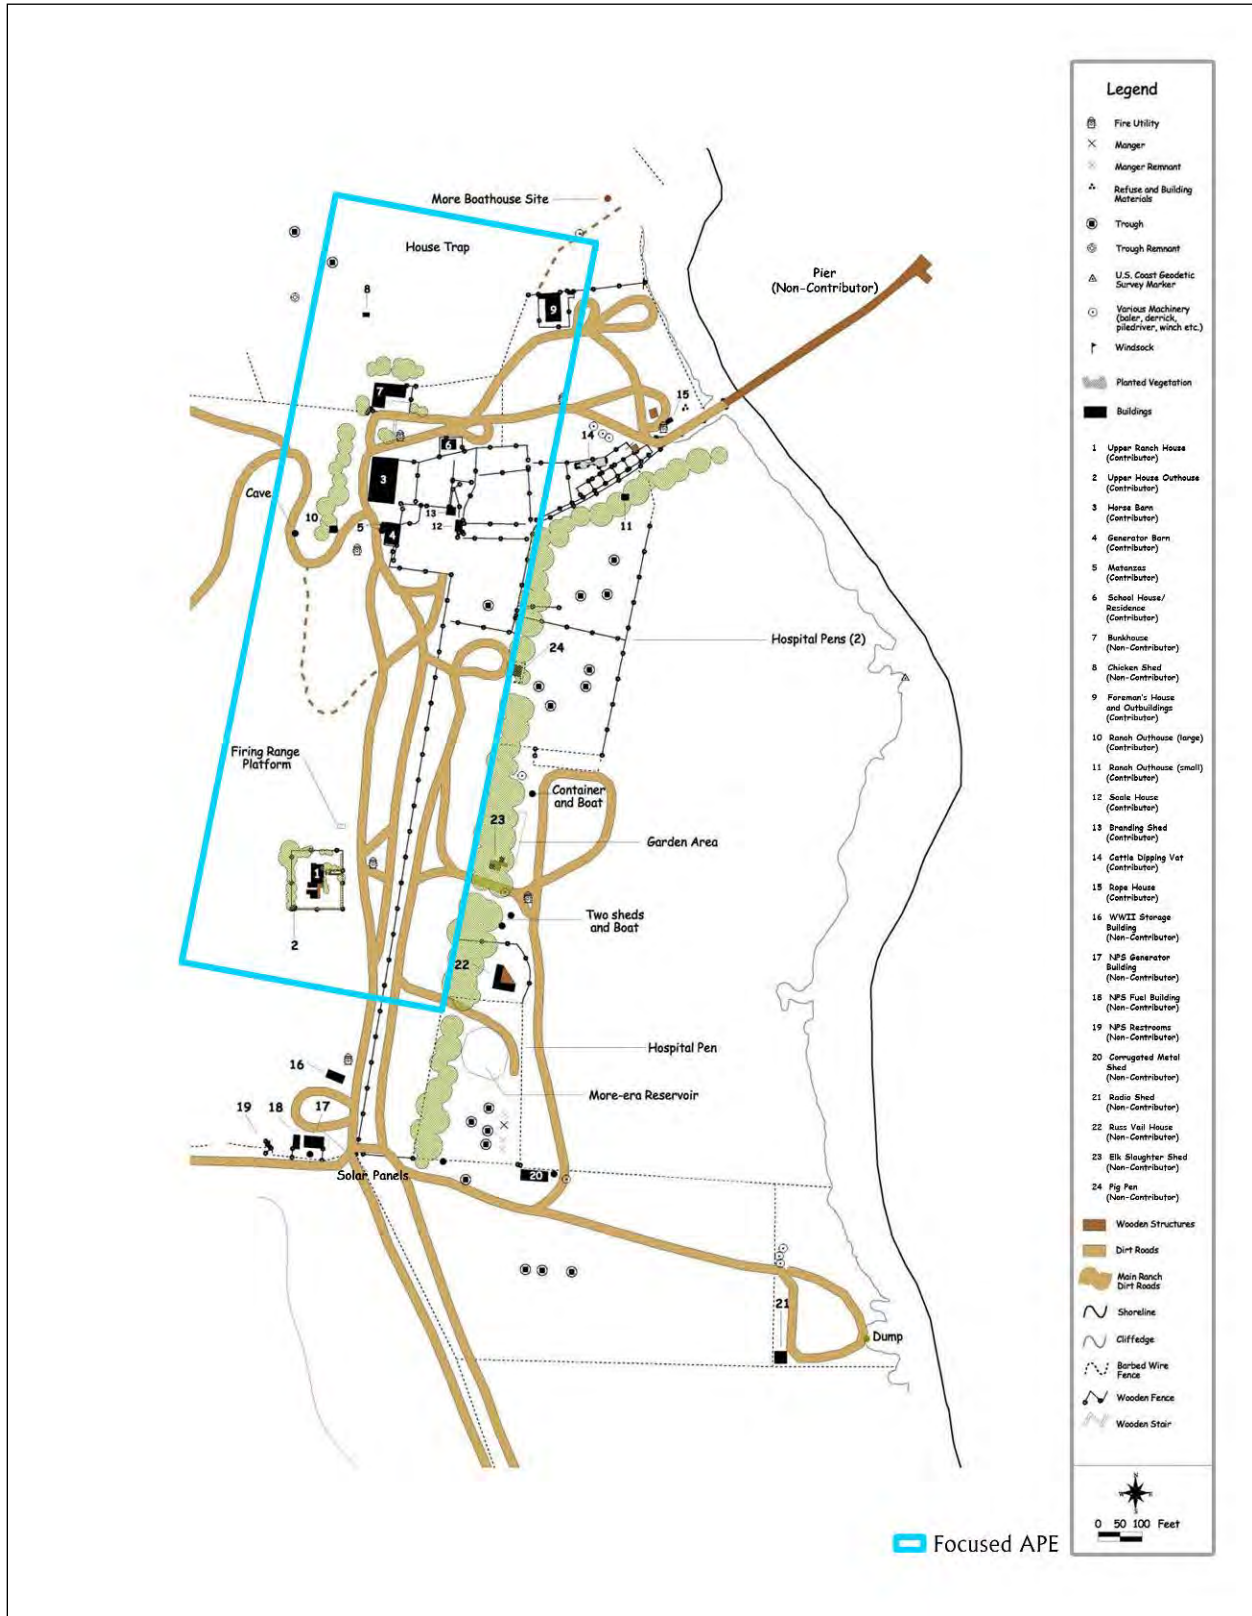 More Boathouse Site
House Trap
8
9
Pier
(Non-Contributor)
7
15
6
14
3
Cave
10
13
5
12
4
11
Hospital Pens (2)
24
Firing Range
Platform
Container
and Boat
23
Garden Area
1
2
Two sheds
and Boat
22
Hospital Pen
16
More-era Reservoir
19
18
17
Solar Panels
20
21
Dump
Legend
Fire Utility
Manger
Manger Remnant
Refuse and Building
Materials
Trough
Trough Remnant
U.S. Coast Geodetic
Survey Marker
Various Machinery
(baler, derrick,
piledriver, winch etc.)
Windsock
Planted Vegetation
Buildings
1 Upper Ranch House
(Contributor)
2 Upper House Outhouse
(Contributor)
3 Horse Barn
(Contributor)
4 Generator Barn
(Contributor)
5 Matanzas
(Contributor)
6 School House/
Residence
(Contributor)
7 Bunkhouse
(Non-Contributor)
8 Chicken Shed
(Non-Contributor)
9 Foreman's House
and Outbuildings
(Contributor)
10 Ranch Outhouse (large)
(Contributor)
11 Ranch Outhouse (small)
(Contributor)
12 Scale House
(Contributor)
13 Branding Shed
(Contributor)
14 Cattle Dipping Vat
(Contributor)
15 Rope House
(Contributor)
16 WWII Storage
Building
(Non-Contributor)
17 NPS Generator
Building
(Non-Contributor)
18 NPS Fuel Building
(Non-Contributor)
19 NPS Restrooms
(Non-Contributor)
20 Corrugated Metal
Shed
(Non-Contributor)
21 Radio Shed
(Non-Contributor)
22 Russ Vail House
(Non-Contributor)
23 Elk Slaughter Shed
(Non-Contributor)
24 Pig Pen
(Non-Contributor)
Wooden Structures
Dirt Roads
Main Ranch
Dirt Roads
Shoreline
Cliffedge
Barbed Wire
Fence
Wooden Fence
Wooden Stair
N
W E
S
0 50 100 Feet
Focused APE